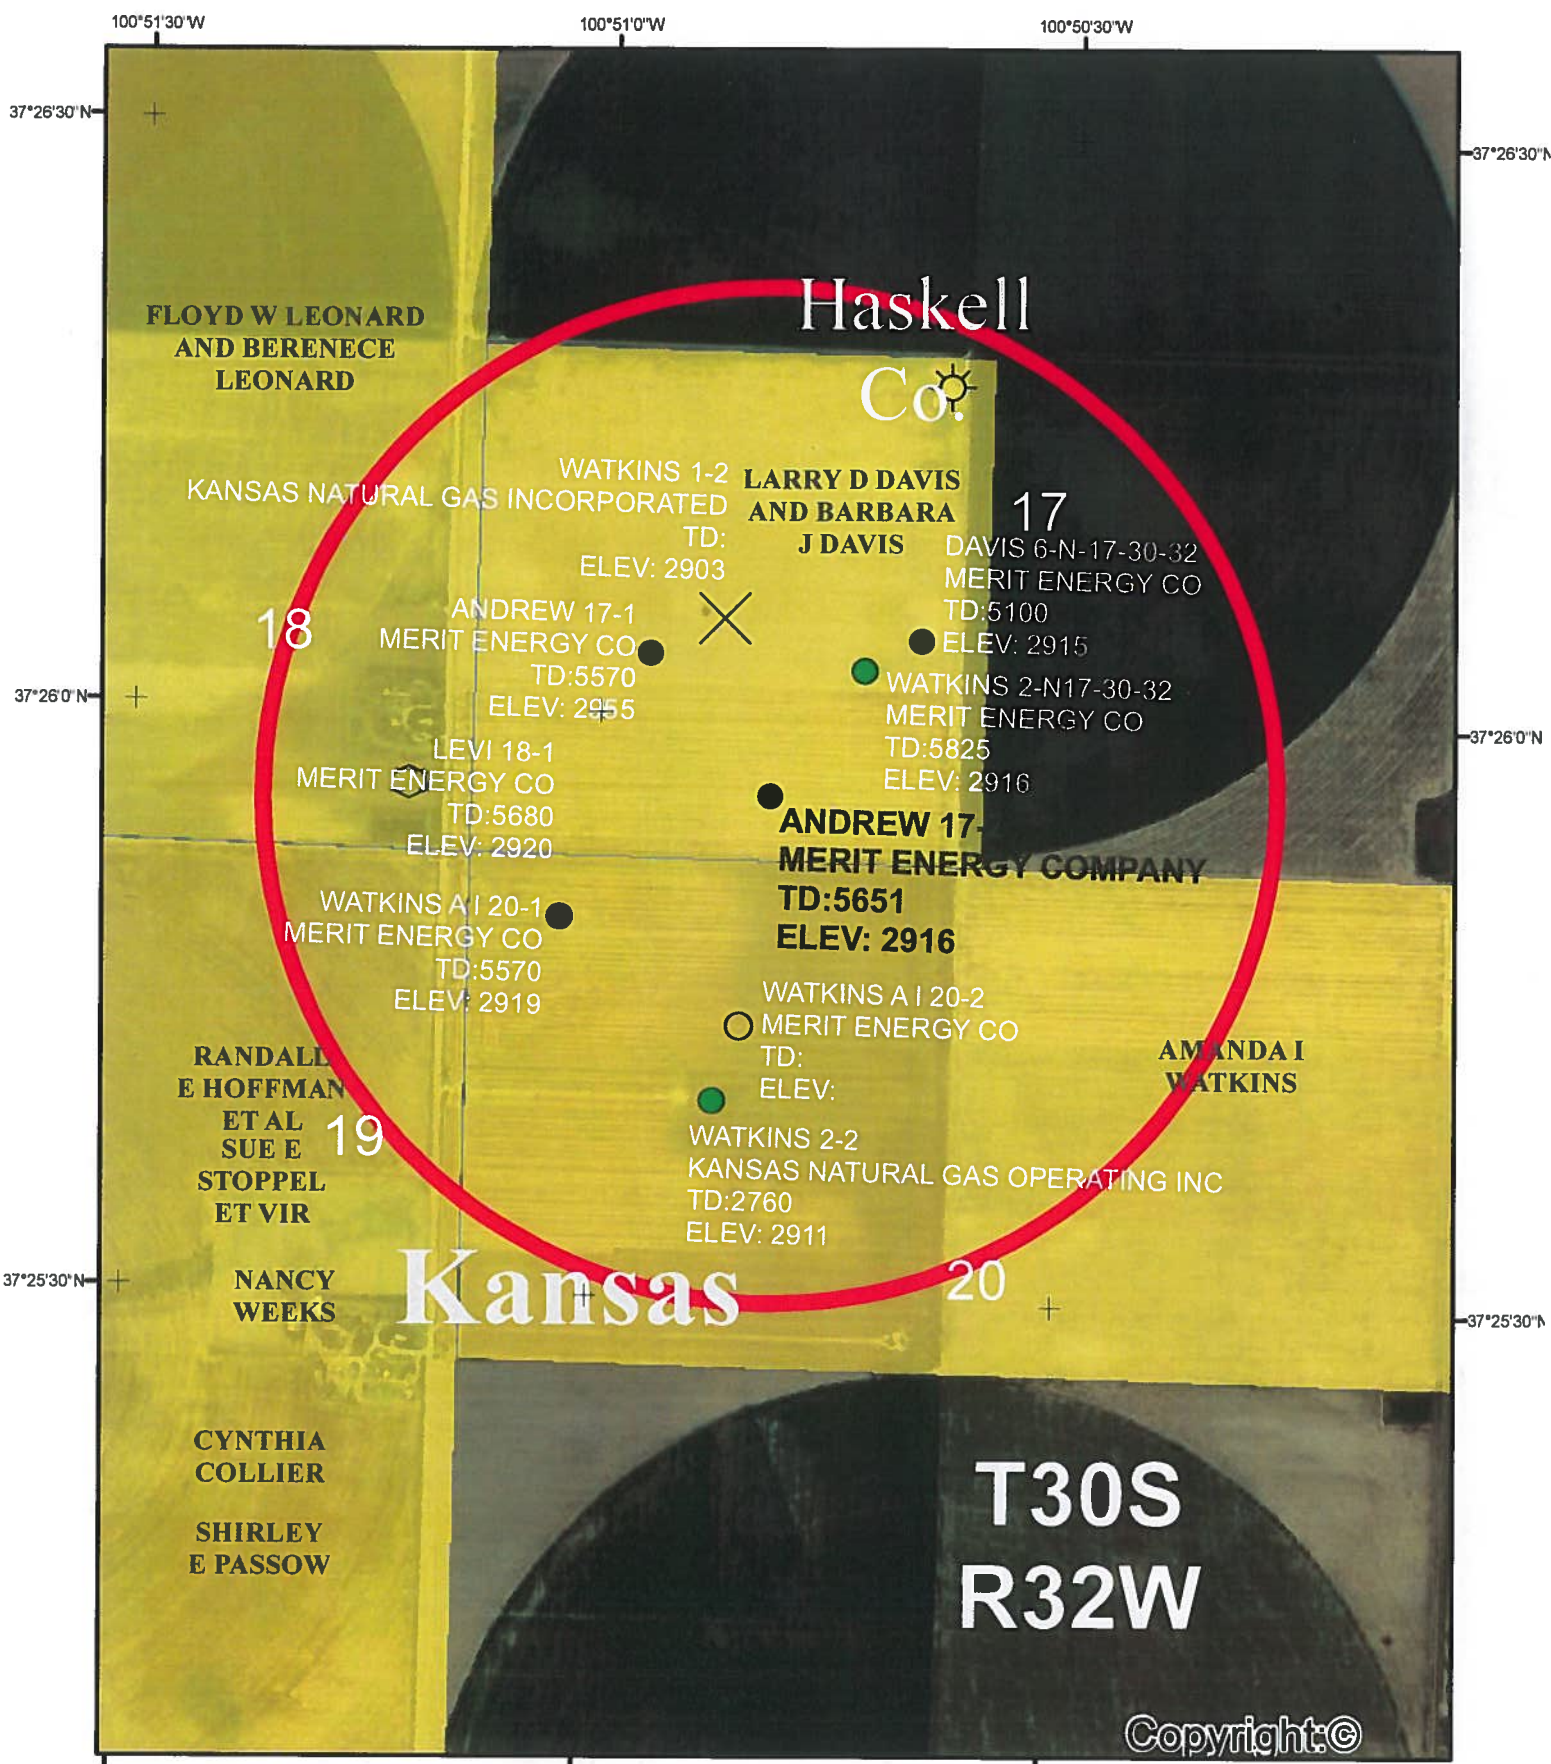 100°51'30"W
100°51'0"W
100°50'30"W
37°26'30"N
37°26'30"N
Haskell
Co.
FLOYD W LEONARD
AND BERENECE
LEONARD
WATKINS 1-2
KANSAS NATURAL GAS INCORPORATED
TD:
ELEV: 2903
LARRY D DAVIS
AND BARBARA
J DAVIS
17
DAVIS 6-N-17-30-32
MERIT ENERGY CO
TD:5100
ELEV: 2915
18
ANDREW 17-1
MERIT ENERGY CO
TD:5570
ELEV: 2955
WATKINS 2-N17-30-32
MERIT ENERGY CO
TD:5825
ELEV: 2916
37°26'0"N
37°26'0"N
LEVI 18-1
MERIT ENERGY CO
TD:5680
ELEV: 2920
ANDREW 17-
MERIT ENERGY COMPANY
TD:5651
ELEV: 2916
WATKINS A I 20-1
MERIT ENERGY CO
TD:5570
ELEV: 2919
WATKINS A I 20-2
MERIT ENERGY CO
TD:
ELEV:
RANDALL
E HOFFMAN
ET AL
SUE E
STOPPEL
ET VIR
19
AMANDA I
WATKINS
WATKINS 2-2
KANSAS NATURAL GAS OPERATING INC
TD:2760
ELEV: 2911
37°25'30"N
37°25'30"N
Kansas
20
NANCY
WEEKS
CYNTHIA
COLLIER
SHIRLEY
E PASSOW
T30S
R32W
Copyright:©